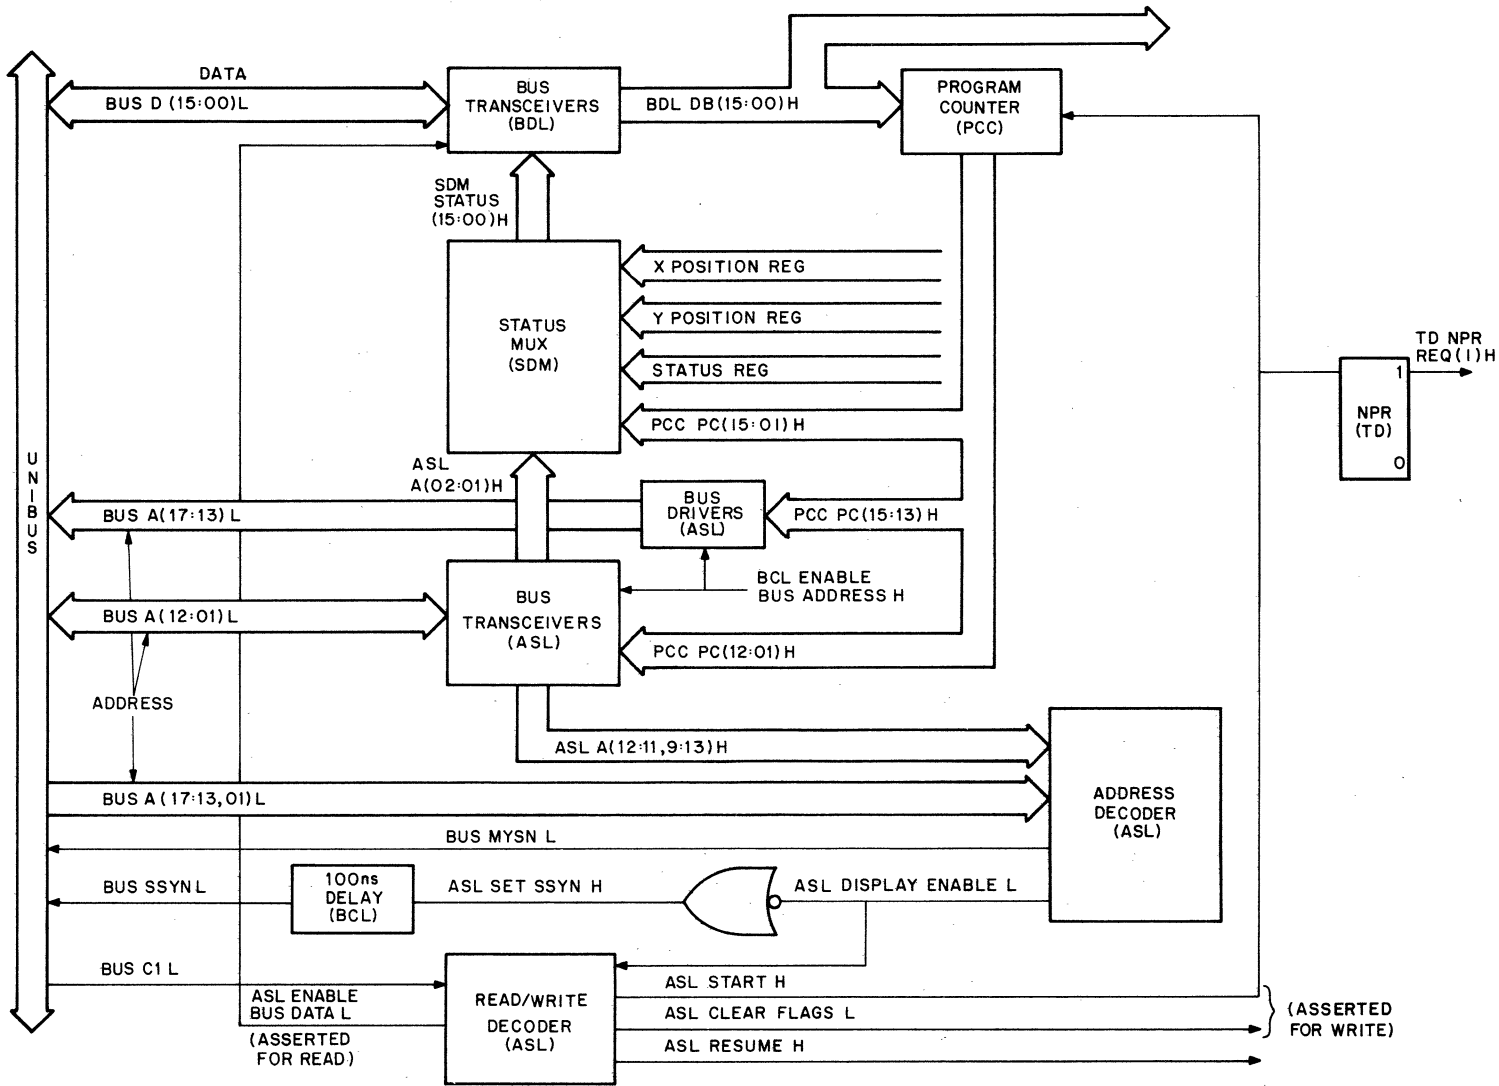 DATA
BUS D (15:00)L
BUS
TRANSCEIVERS
(BDL)
BDL DB(15:00)H
PROGRAM
COUNTER
(PCC)
SDM
STATUS
(15:00)H
X POSITION REG
Y POSITION REG
STATUS
MUX
(SDM)
STATUS REG
PCC PC(15:01)H
TD NPR
REQ(1)H
1
NPR
(TD)
0
UNIBUS
ASL
A(02:01)H
BUS A(17:13)L
BUS
DRIVERS
(ASL)
PCC PC(15:13)H
BCL ENABLE
BUS ADDRESS H
BUS A(12:01)L
BUS
TRANSCEIVERS
(ASL)
PCC PC(12:01)H
ADDRESS
ASL A(12:11,9:13)H
BUS A(17:13,01)L
ADDRESS
DECODER
(ASL)
BUS MYSN L
BUS SSYN L
100ns
DELAY
(BCL)
ASL SET SSYN H
ASL DISPLAY ENABLE L
BUS C1 L
ASL ENABLE
BUS DATA L
(ASSERTED
FOR READ)
READ/WRITE
DECODER
(ASL)
ASL START H
ASL CLEAR FLAGS L
ASL RESUME H
(ASSERTED
FOR WRITE)